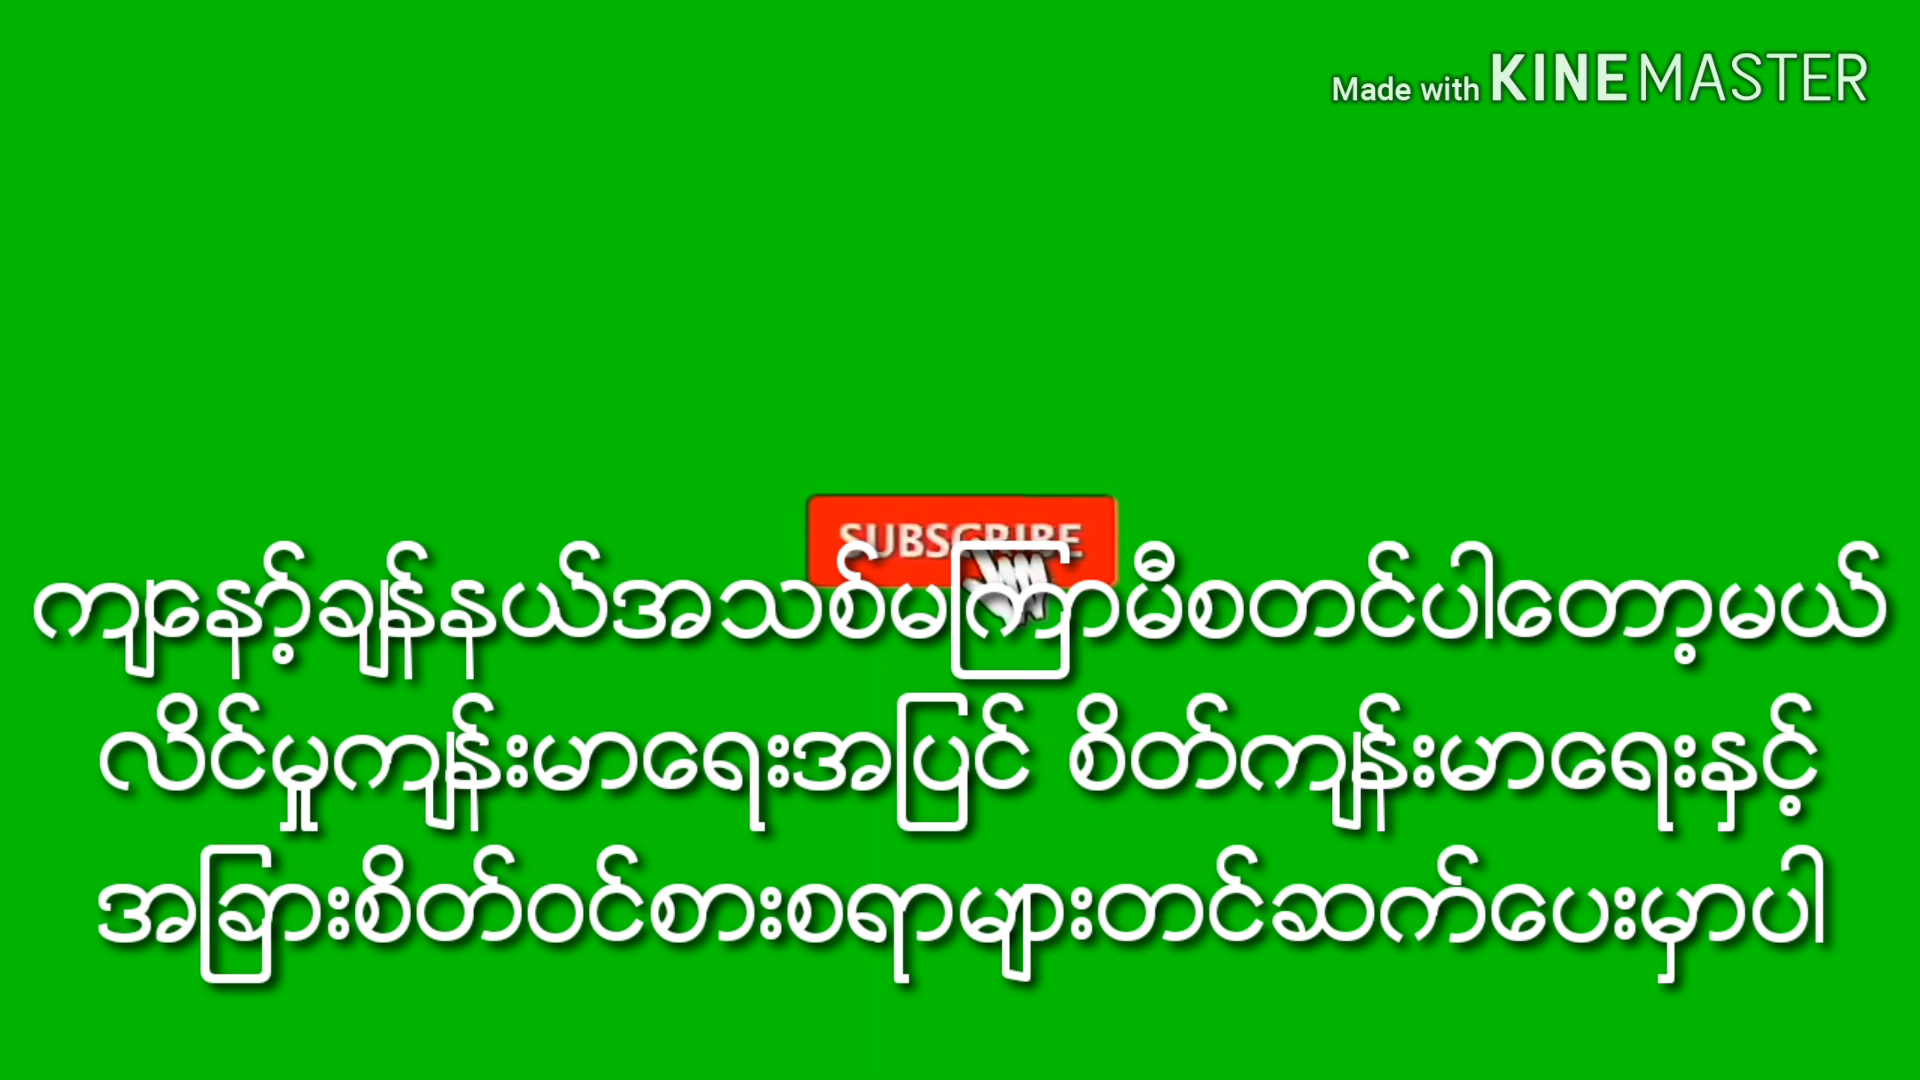 Made with KINEMASTER
SUBSCRIBE
ကျနော့်ချန်နယ်အသစ်မကြာမီစတင်ပါတော့မယ်
လိင်မှုကျန်းမာရေးအပြင် စိတ်ကျန်းမာရေးနှင့်
အခြားစိတ်ဝင်စားစရာများတင်ဆက်ပေးမှာပါ